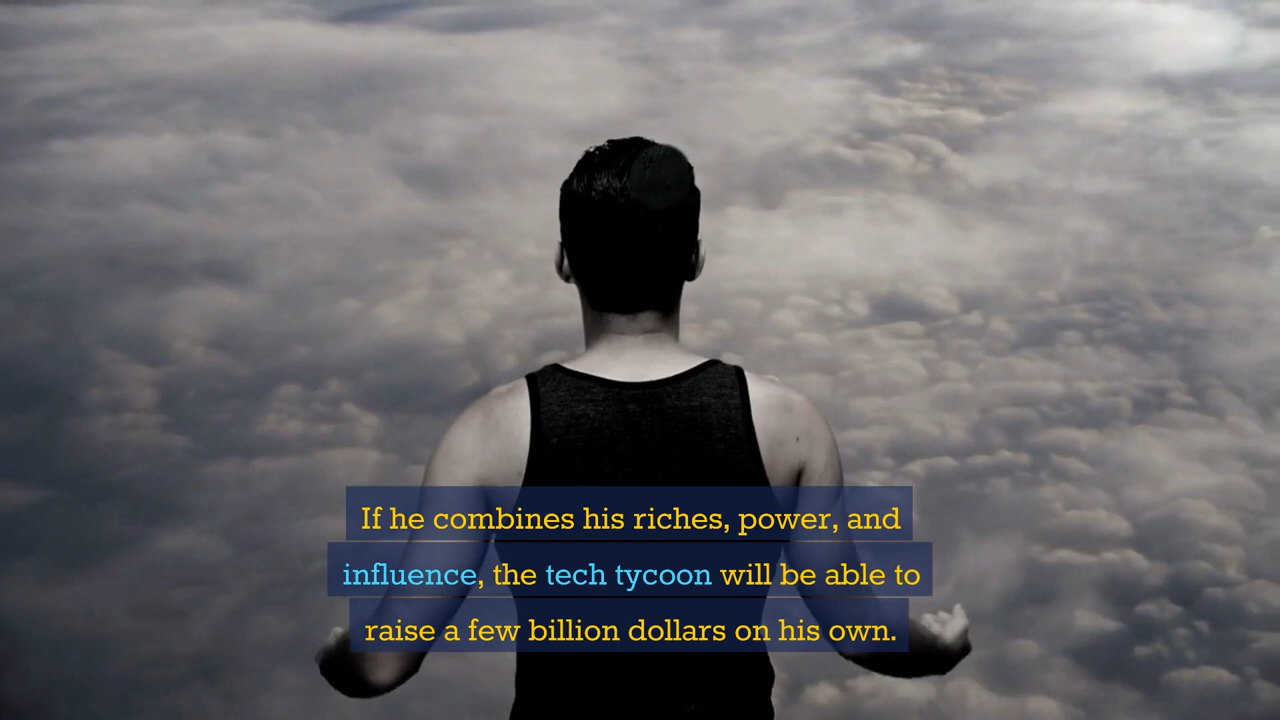 If he combines his riches, power, and
influence, the tech tycoon will be able to
raise a few billion dollars on his own.